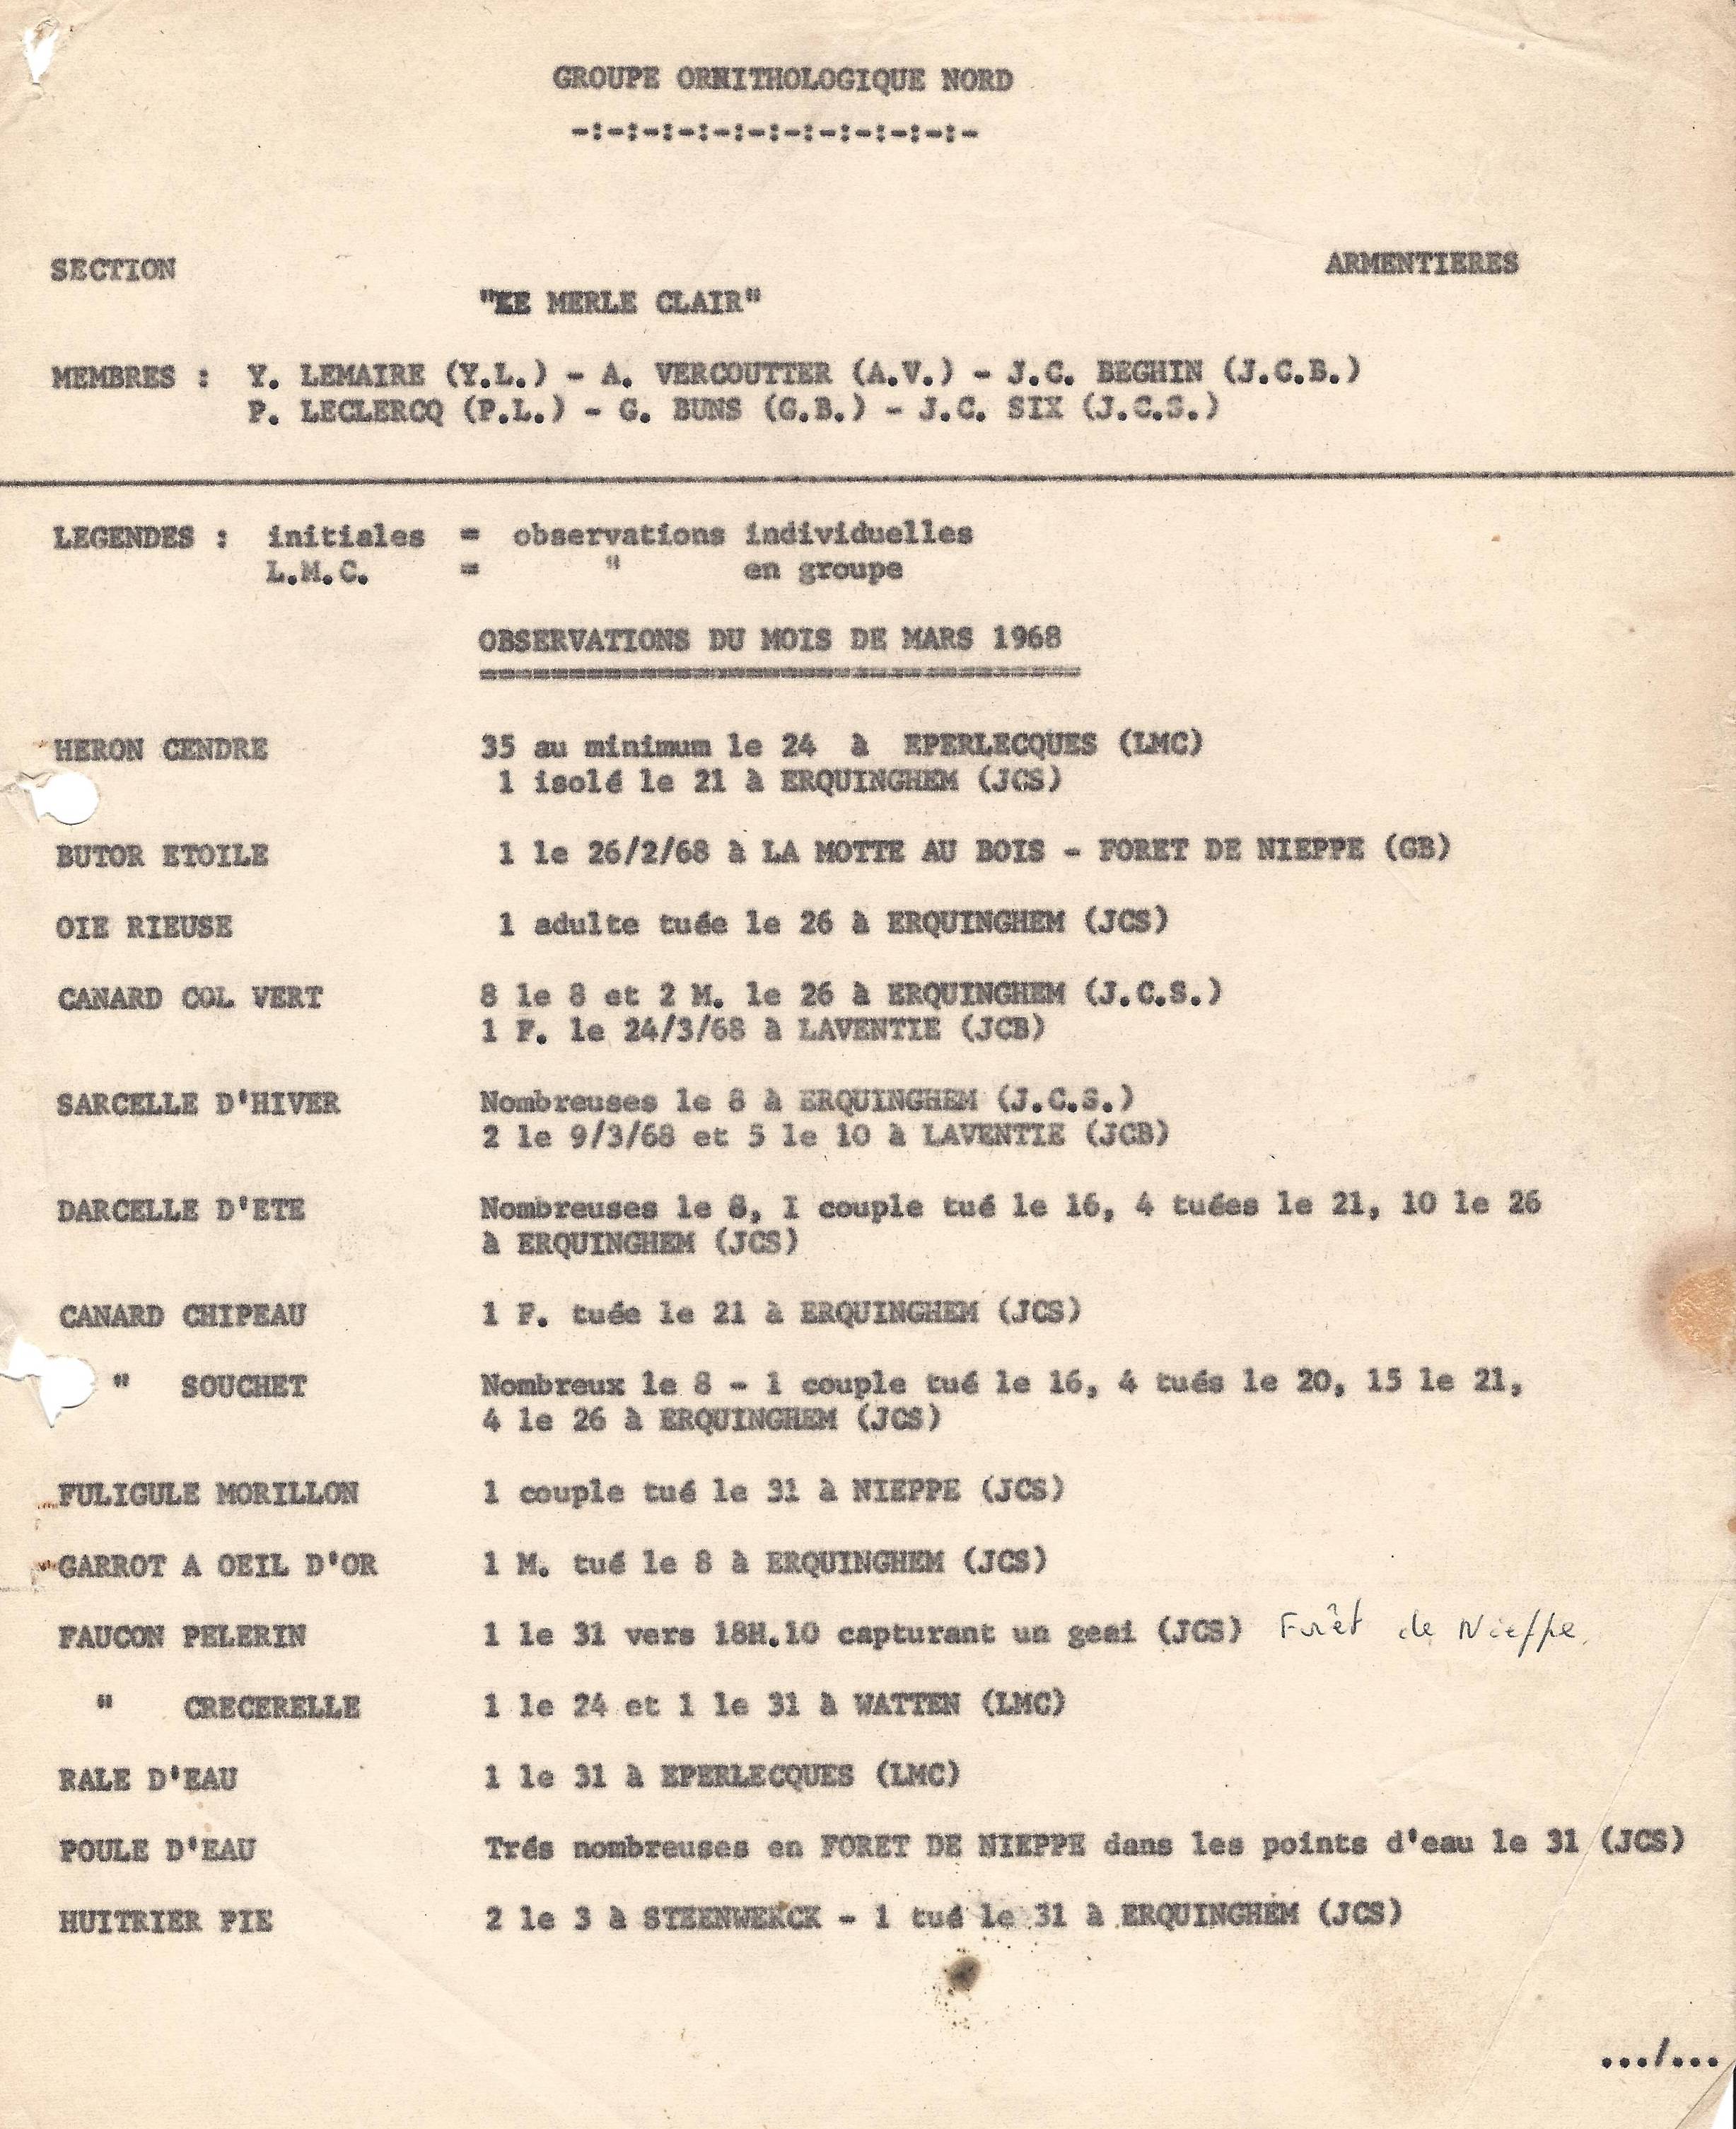 GROUPE ORNITHOLOGIQUE NORD
-:-:-:-:-:-:-:-:-:-:-:-
SECTION ARMENTIERES
"LE MERLE CLAIR"
MEMBRES : Y. LEMAIRE (Y.L.) - A. VERCOUTTER (A.V.) - J.C. BEGHIN (J.C.B.)
P. LECLERCQ (P.L.) - G. BUNS (G.B.) - J.C. SIX (J.C.S.)
LEGENDES : initiales = observations individuelles
L.M.C. = " en groupe
OBSERVATIONS DU MOIS DE MARS 1968
==================================
HERON CENDRE 35 au minimum le 24 à EPERLECQUES (LMC)
1 isolé le 21 à ERQUINGHEM (JCS)
BUTOR ETOILE 1 le 26/2/68 à LA MOTTE AU BOIS - FORET DE NIEPPE (GB)
OIE RIEUSE 1 adulte tuée le 26 à ERQUINGHEM (JCS)
CANARD COL VERT 8 le 8 et 2 M. le 26 à ERQUINGHEM (J.C.S.)
1 F. le 24/3/68 à LAVENTIE (JCB)
SARCELLE D'HIVER Nombreuses le 8 à ERQUINGHEM (J.C.S.)
2 le 9/3/68 et 5 le 10 à LAVENTIE (JCB)
DARCELLE D'ETE Nombreuses le 8, I couple tué le 16, 4 tuées le 21, 10 le 26
à ERQUINGHEM (JCS)
CANARD CHIPEAU 1 F. tuée le 21 à ERQUINGHEM (JCS)
" SOUCHET Nombreux le 8 - 1 couple tué le 16, 4 tués le 20, 15 le 21,
4 le 26 à ERQUINGHEM (JCS)
FULIGULE MORILLON 1 couple tué le 31 à NIEPPE (JCS)
GARROT A OEIL D'OR 1 M. tué le 8 à ERQUINGHEM (JCS)
FAUCON PELERIN 1 le 31 vers 18H.10 capturant un geai (JCS) Forêt de Nieppe.
" CRECERELLE 1 le 24 et 1 le 31 à WATTEN (LMC)
RALE D'EAU 1 le 31 à EPERLECQUES (LMC)
POULE D'EAU Trés nombreuses en FORET DE NIEPPE dans les points d'eau le 31 (JCS)
HUITRIER PIE 2 le 3 à STEENWERCK - 1 tué le 31 à ERQUINGHEM (JCS)
.../...